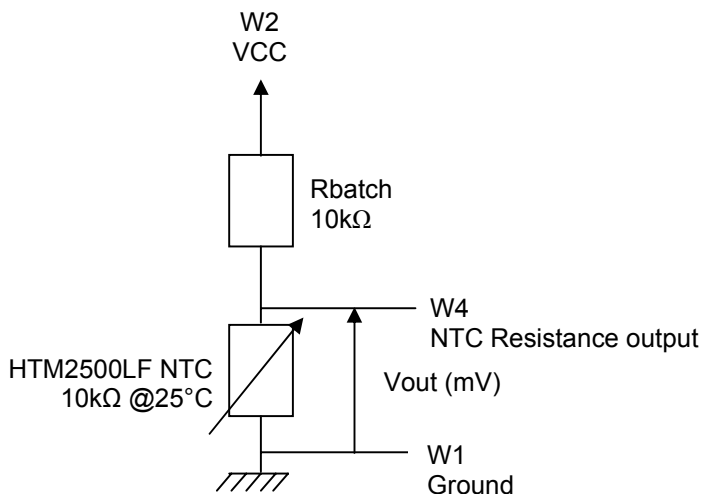 W2
VCC
Rbatch
10kΩ
W4
NTC Resistance output
HTM2500LF NTC
10kΩ @25°C
Vout (mV)
W1
Ground